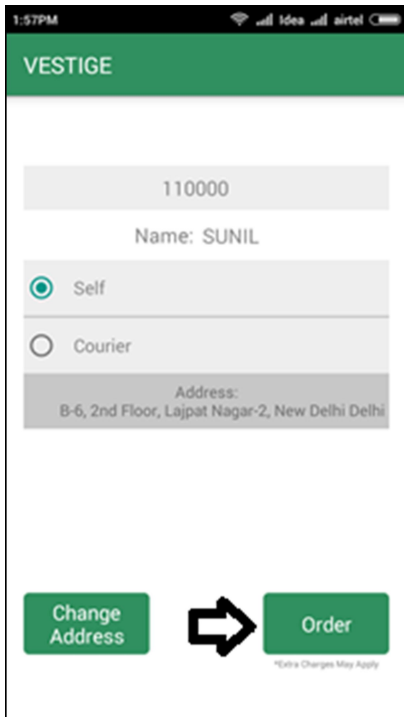 1:57PM Idea airtel
VESTIGE
110000
Name: SUNIL
Self
Courier
Address:
B-6, 2nd Floor, Lajpat Nagar-2, New Delhi Delhi
Change
Address
Order
*Extra Charges May Apply